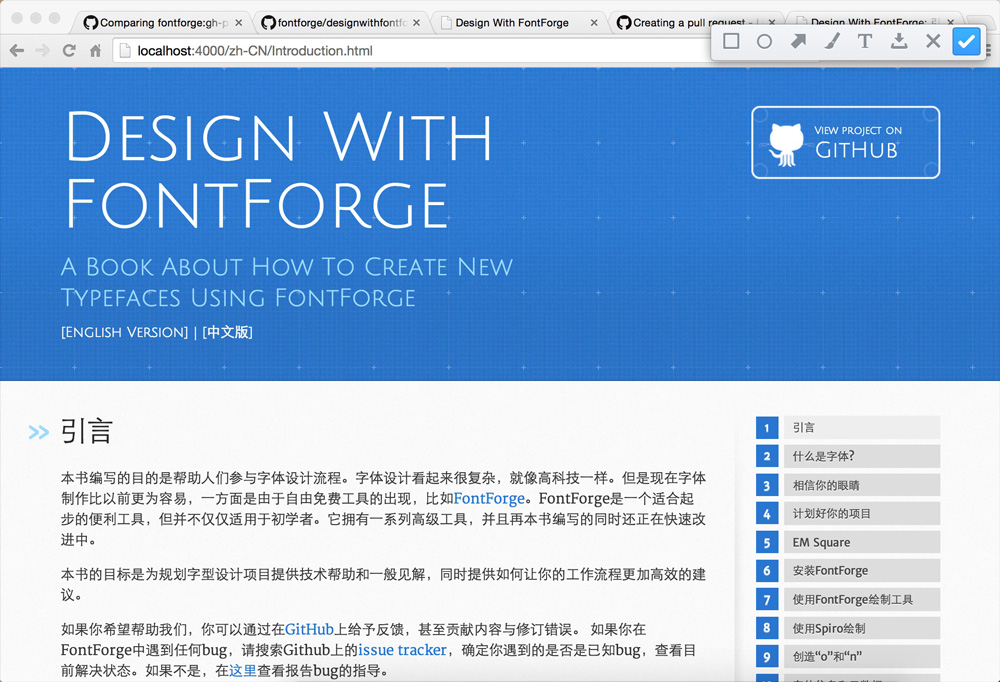 Comparing fontforge:gh-p
fontforge/designwithfontfo
Design With FontForge
Creating a pull request -
Design With FontForge: 引
localhost:4000/zh-CN/Introduction.html
T
Design With
FontForge
View project on
GitHub
A Book About How To Create New
Typefaces Using FontForge
[English Version] | [中文版]
引言
本书编写的目的是帮助人们参与字体设计流程。字体设计看起来很复杂，就像高科技一样。但是现在字体
制作比以前更为容易，一方面是由于自由免费工具的出现，比如FontForge。FontForge是一个适合起
步的便利工具，但并不仅仅适用于初学者。它拥有一系列高级工具，并且再本书编写的同时还正在快速改
进中。
本书的目标是为规划字型设计项目提供技术帮助和一般见解，同时提供如何让你的工作流程更加高效的建
议。
如果你希望帮助我们，你可以通过在GitHub上给予反馈，甚至贡献内容与修订错误。 如果你在
FontForge中遇到任何bug，请搜索Github上的issue tracker，确定你遇到的是否是已知bug，查看目
前解决状态。如果不是，在这里查看报告bug的指导。
1 引言
2 什么是字体?
3 相信你的眼睛
4 计划好你的项目
5 EM Square
6 安装FontForge
7 使用FontForge绘制工具
8 使用Spiro绘制
9 创造“o”和“n”